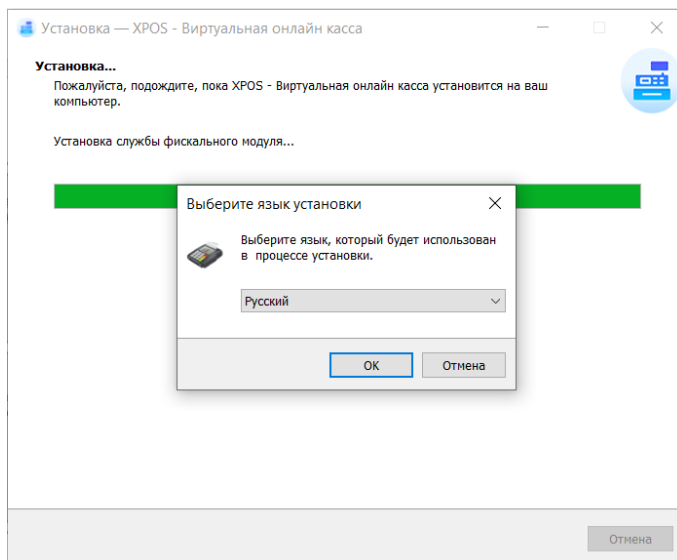 Установка — XPOS - Виртуальная онлайн касса
Установка...
Пожалуйста, подождите, пока XPOS - Виртуальная онлайн касса установится на ваш
компьютер.
Установка службы фискального модуля...
Выберите язык установки
Выберите язык, который будет использован
в процессе установки.
Русский
ОК
Отмена
Отмена